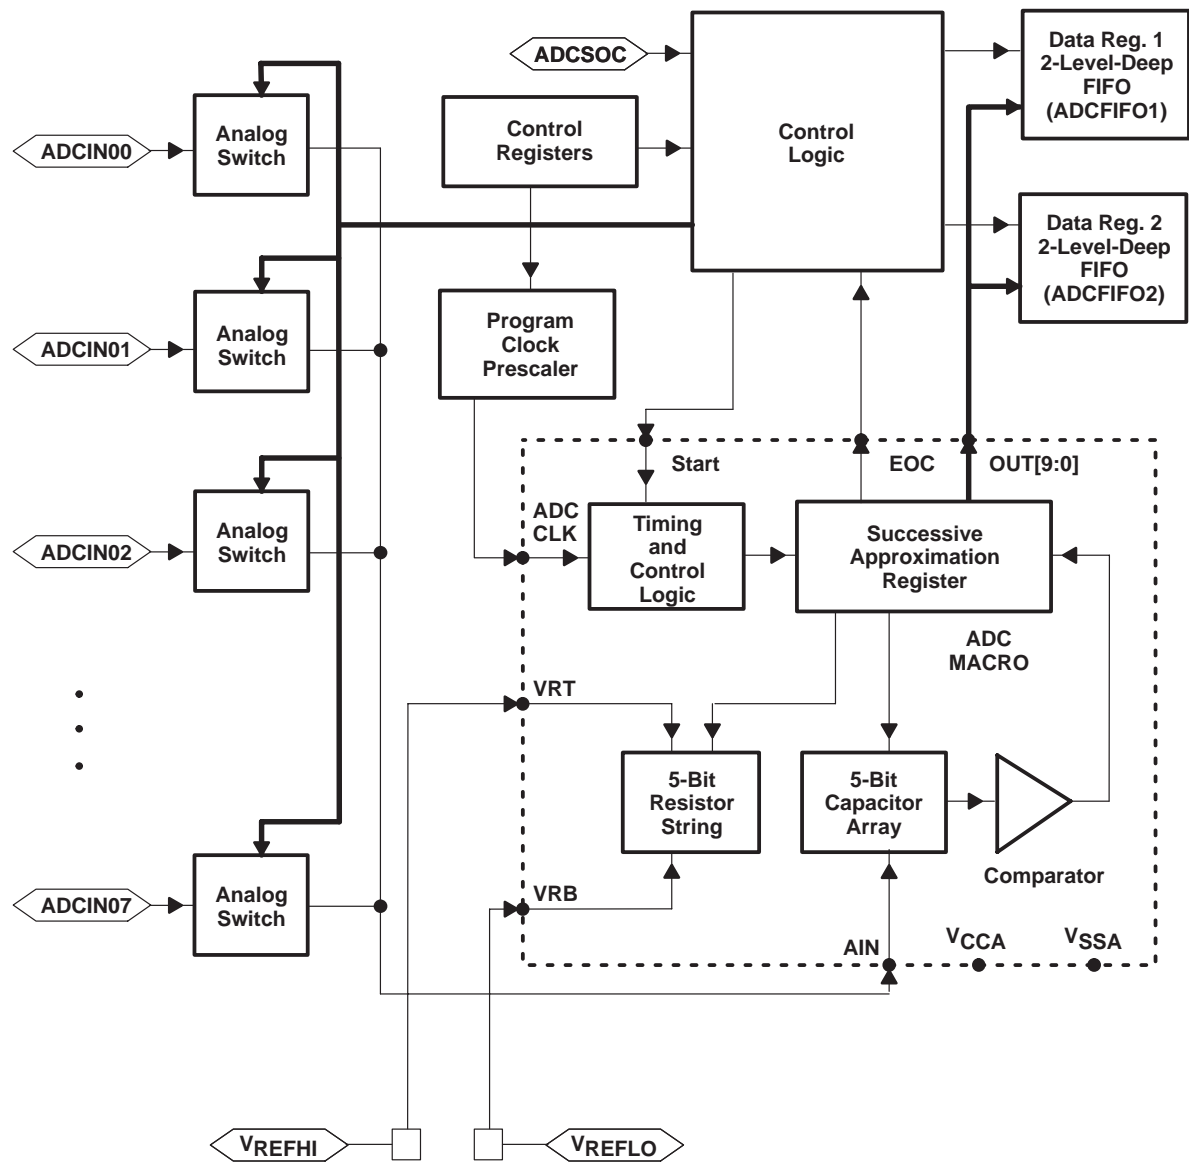 ADCSOC
Control
Registers
Control
Logic
Data Reg. 1
2-Level-Deep
FIFO
(ADCFIFO1)
ADCIN00
Analog
Switch
Data Reg. 2
2-Level-Deep
FIFO
(ADCFIFO2)
ADCIN01
Analog
Switch
Program
Clock
Prescaler
Start
EOC
OUT[9:0]
ADCIN02
Analog
Switch
ADC
CLK
Timing
and
Control
Logic
Successive
Approximation
Register
ADC
MACRO
VRT
5-Bit
Resistor
String
5-Bit
Capacitor
Array
Comparator
ADCIN07
Analog
Switch
VRB
AIN
VCCA
VSSA
VREFHI
VREFLO